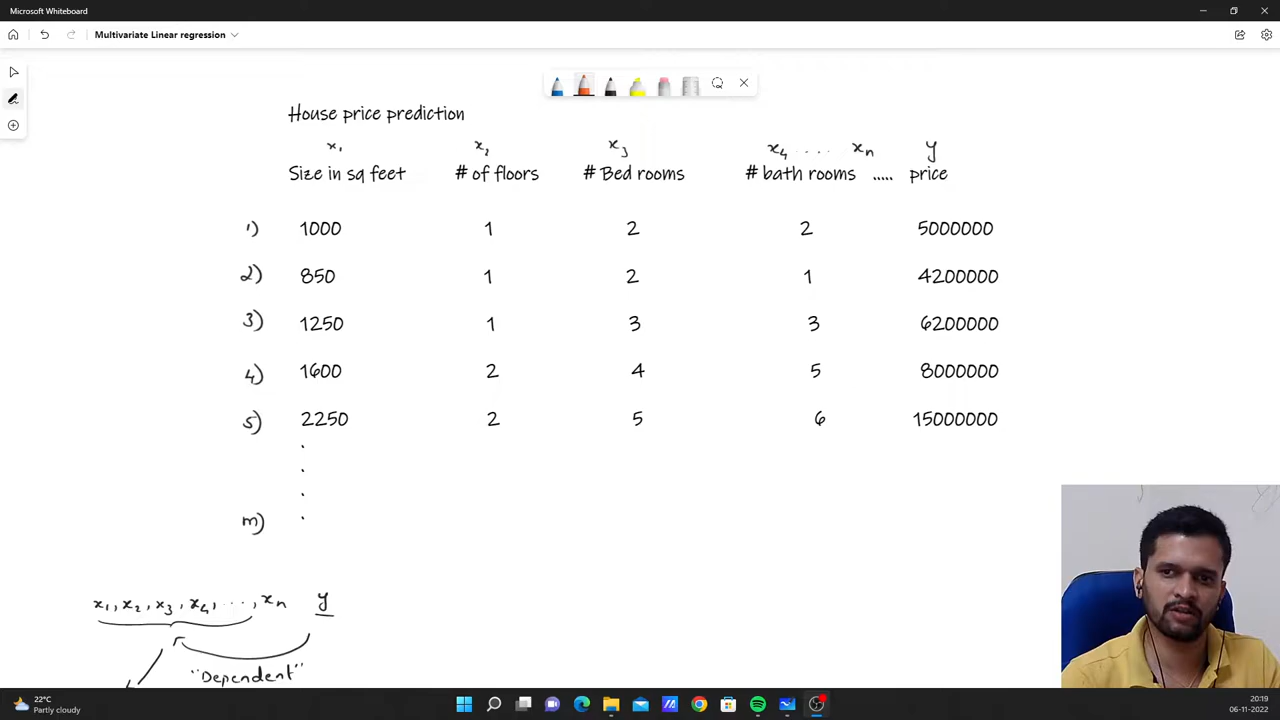 Microsoft Whiteboard
Multivariate Linear regression
House price prediction
x₁ x₂ x₃ x₄ ..... xₙ y
Size in sq feet # of floors # Bed rooms # bath rooms ..... price
1) 1000 1 2 2 5000000
2) 850 1 2 1 4200000
3) 1250 1 3 3 6200000
4) 1600 2 4 5 8000000
5) 2250 2 5 6 15000000
m)
x₁, x₂, x₃, x₄, ...., xₙ y
"Dependent"
22°C
Partly cloudy
20:19
06-11-2022